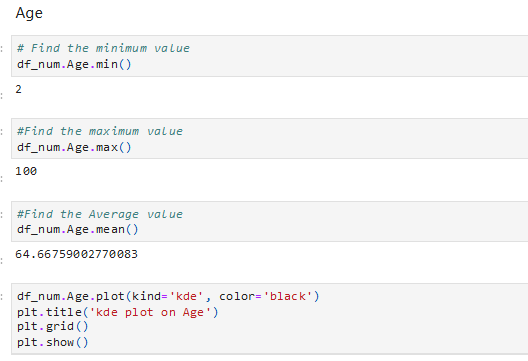 Age
# Find the minimum value
df_num.Age.min()
2
#Find the maximum value
df_num.Age.max()
100
#Find the Average value
df_num.Age.mean()
64.66759002770083
df_num.Age.plot(kind='kde', color='black')
plt.title('kde plot on Age')
plt.grid()
plt.show()